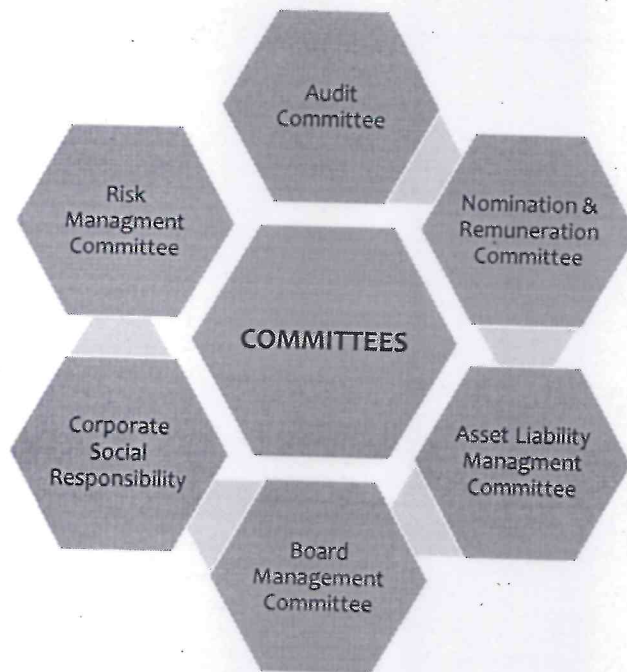 Audit
Committee
Nomination &
Remuneration
Committee
Asset Liability
Managment
Committee
Board
Management
Committee
Corporate
Social
Responsibility
Risk
Managment
Committee
COMMITTEES